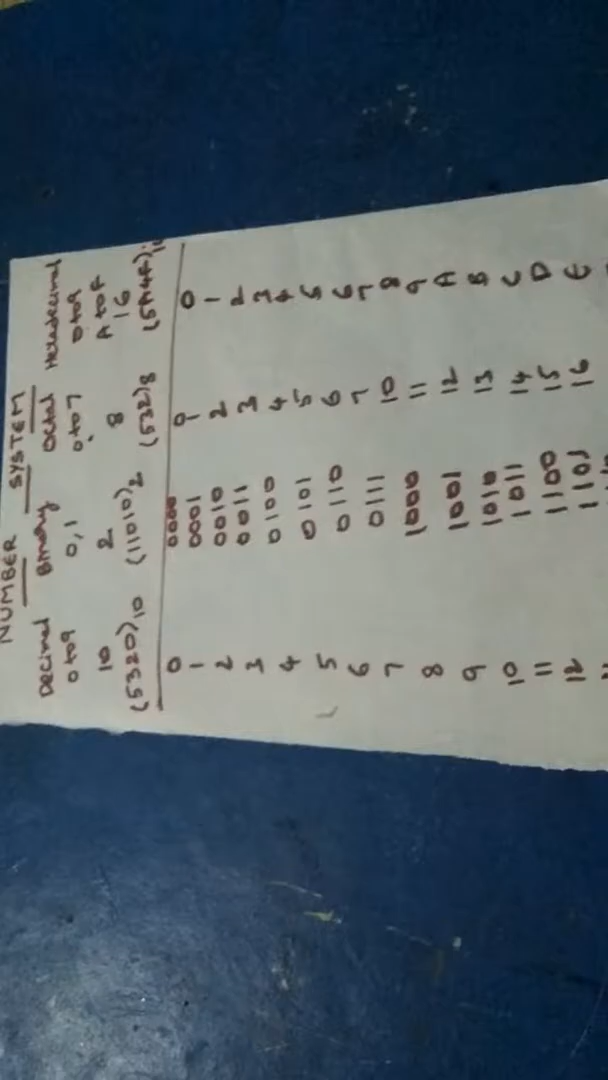 NUMBER SYSTEM
Decimal Binary Octal Hexadecimal
0 to 9 0,1 0 to 7 0 to 9
A to F
10 2 8 16
(5320)10 (11010)2 (532)8 (5A4F)16
0 0000 0 0
1 0001 1 1
2 0010 2 2
3 0011 3 3
4 0100 4 4
5 0101 5 5
6 0110 6 6
7 0111 7 7
8 1000 10 8
9 1001 11 9
10 1010 12 A
11 1011 13 B
12 1100 14 C
1101 15 D
16 E